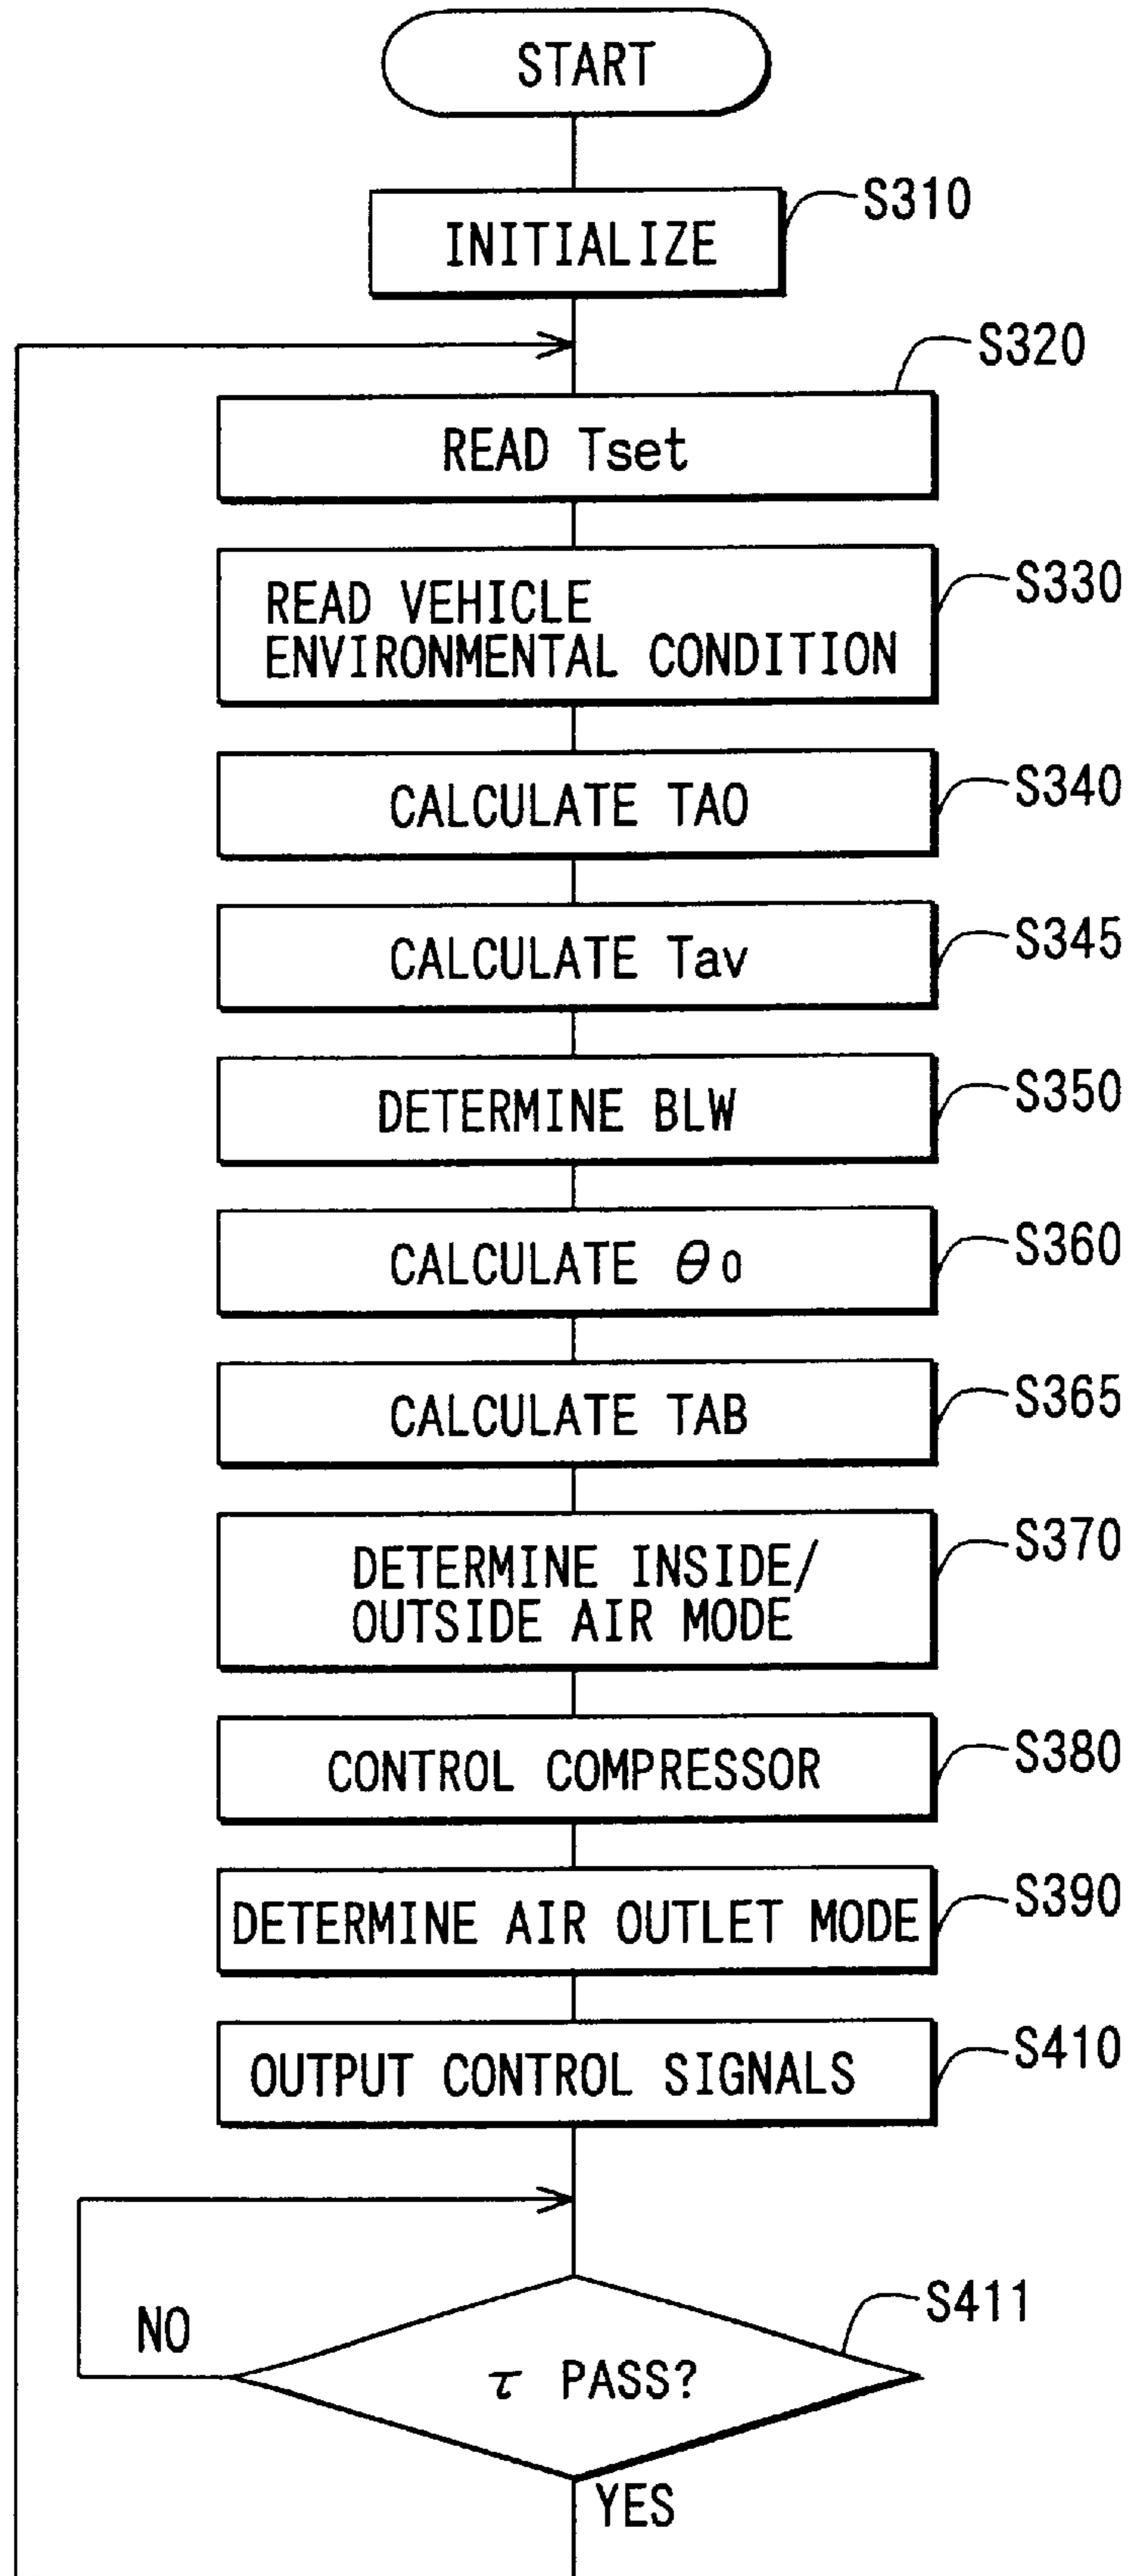 START
INITIALIZE
S310
S320
READ Tset
READ VEHICLE
ENVIRONMENTAL CONDITION
S330
CALCULATE TAO
S340
CALCULATE Tav
S345
DETERMINE BLW
S350
CALCULATE θ0
S360
CALCULATE TAB
S365
DETERMINE INSIDE/
OUTSIDE AIR MODE
S370
CONTROL COMPRESSOR
S380
DETERMINE AIR OUTLET MODE
S390
OUTPUT CONTROL SIGNALS
S410
S411
NO
τ PASS?
YES